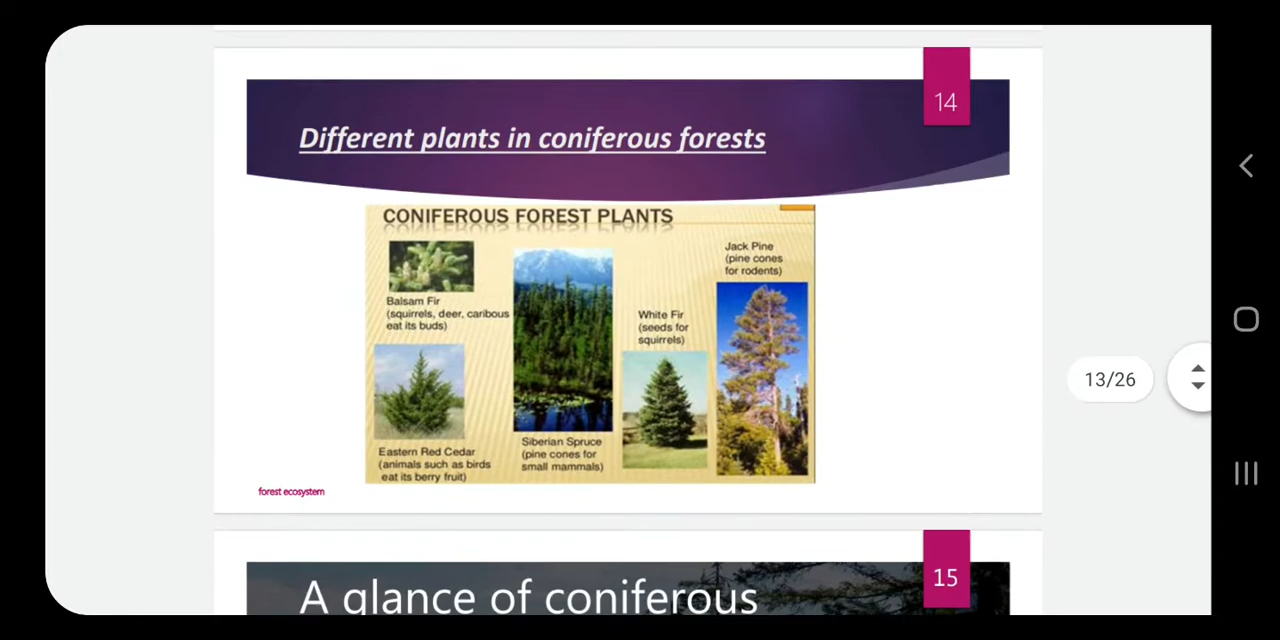 14
Different plants in coniferous forests
CONIFEROUS FOREST PLANTS
Jack Pine
(pine cones
for rodents)
Balsam Fir
(squirrels, deer, caribous
eat its buds)
White Fir
(seeds for
squirrels)
Eastern Red Cedar
(animals such as birds
eat its berry fruit)
Siberian Spruce
(pine cones for
small mammals)
forest ecosystem
13/26
15
A glance of coniferous